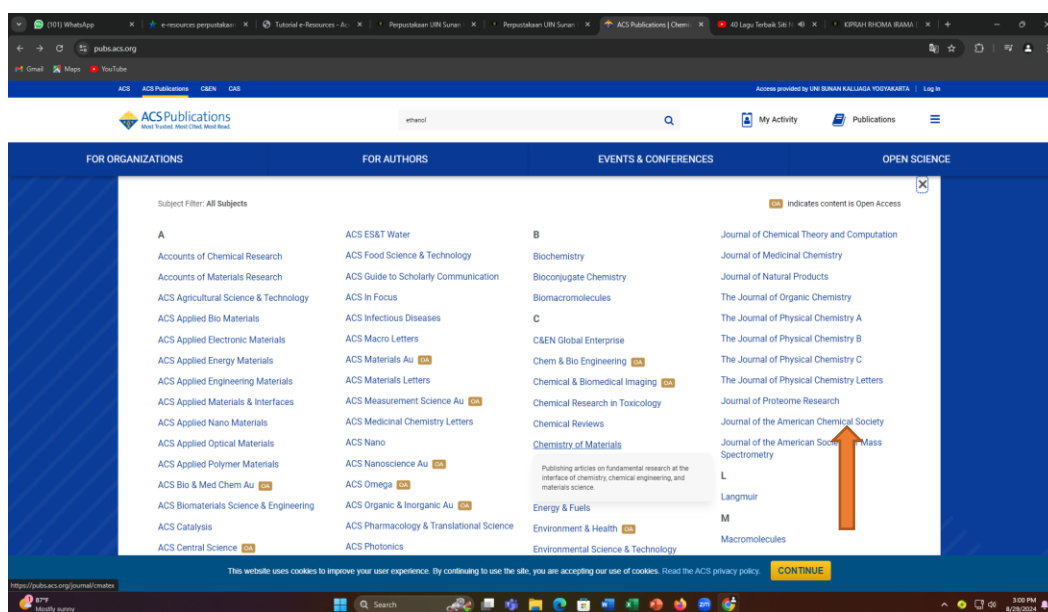 (101) WhatsApp
e-resources perpustakaa
Tutorial e-Resources - Ac
Perpustakaan UIN Sunan
Perpustakaan UIN Sunan
ACS Publications | Chem
40 Lagu Terbaik Siti N
KIPRAH RHOMA IRAMA (
pubs.acs.org
Gmail
Maps
YouTube
ACS
ACS Publications
C&EN
CAS
Access provided by UNI SUNAN KALIJAGA YOGYAKARTA | Log In
ACS Publications
Most Trusted. Most Cited. Most Read.
ethanol
My Activity
Publications
FOR ORGANIZATIONS
FOR AUTHORS
EVENTS & CONFERENCES
OPEN SCIENCE
Subject Filter: All Subjects
OA indicates content is Open Access
A
Accounts of Chemical Research
Accounts of Materials Research
ACS Agricultural Science & Technology
ACS Applied Bio Materials
ACS Applied Electronic Materials
ACS Applied Energy Materials
ACS Applied Engineering Materials
ACS Applied Materials & Interfaces
ACS Applied Nano Materials
ACS Applied Optical Materials
ACS Applied Polymer Materials
ACS Bio & Med Chem Au OA
ACS Biomaterials Science & Engineering
ACS Catalysis
ACS Central Science OA
ACS ES&T Water
ACS Food Science & Technology
ACS Guide to Scholarly Communication
ACS In Focus
ACS Infectious Diseases
ACS Macro Letters
ACS Materials Au OA
ACS Materials Letters
ACS Measurement Science Au OA
ACS Medicinal Chemistry Letters
ACS Nano
ACS Nanoscience Au OA
ACS Omega OA
ACS Organic & Inorganic Au OA
ACS Pharmacology & Translational Science
ACS Photonics
B
Biochemistry
Bioconjugate Chemistry
Biomacromolecules
C
C&EN Global Enterprise
Chem & Bio Engineering OA
Chemical & Biomedical Imaging OA
Chemical Research in Toxicology
Chemical Reviews
Chemistry of Materials
Publishing articles on fundamental research at the
interface of chemistry, chemical engineering, and
materials science.
Energy & Fuels
Environment & Health OA
Environmental Science & Technology
Journal of Chemical Theory and Computation
Journal of Medicinal Chemistry
Journal of Natural Products
The Journal of Organic Chemistry
The Journal of Physical Chemistry A
The Journal of Physical Chemistry B
The Journal of Physical Chemistry C
The Journal of Physical Chemistry Letters
Journal of Proteome Research
Journal of the American Chemical Society
Journal of the American Socie Mass
Spectrometry
L
Langmuir
M
Macromolecules
This website uses cookies to improve your user experience. By continuing to use the site, you are accepting our use of cookies. Read the ACS privacy policy.
CONTINUE
https://pubs.acs.org/journal/cmatex
87°F
Mostly sunny
Search
3:00 PM
8/29/2024